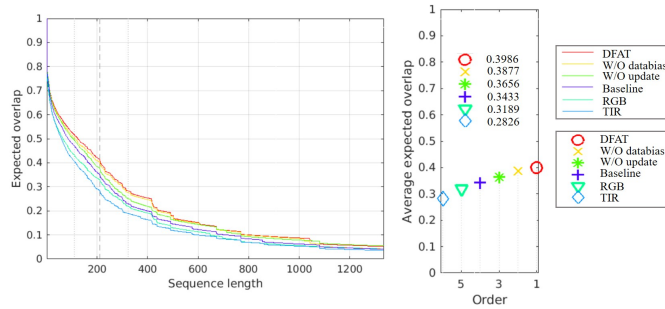 1
0.9
0.8
0.7
0.6
0.5
0.4
0.3
0.2
0.1
0
200
400
600
800
1000
1200
Sequence length
Expected overlap
1
0.9
0.8
0.7
0.6
0.5
0.4
0.3
0.2
0.1
0
5
3
1
Order
Average expected overlap
0.3986
0.3877
0.3656
0.3433
0.3189
0.2826
DFAT
W/O databias
W/O update
Baseline
RGB
TIR
DFAT
W/O databias
W/O update
Baseline
RGB
TIR